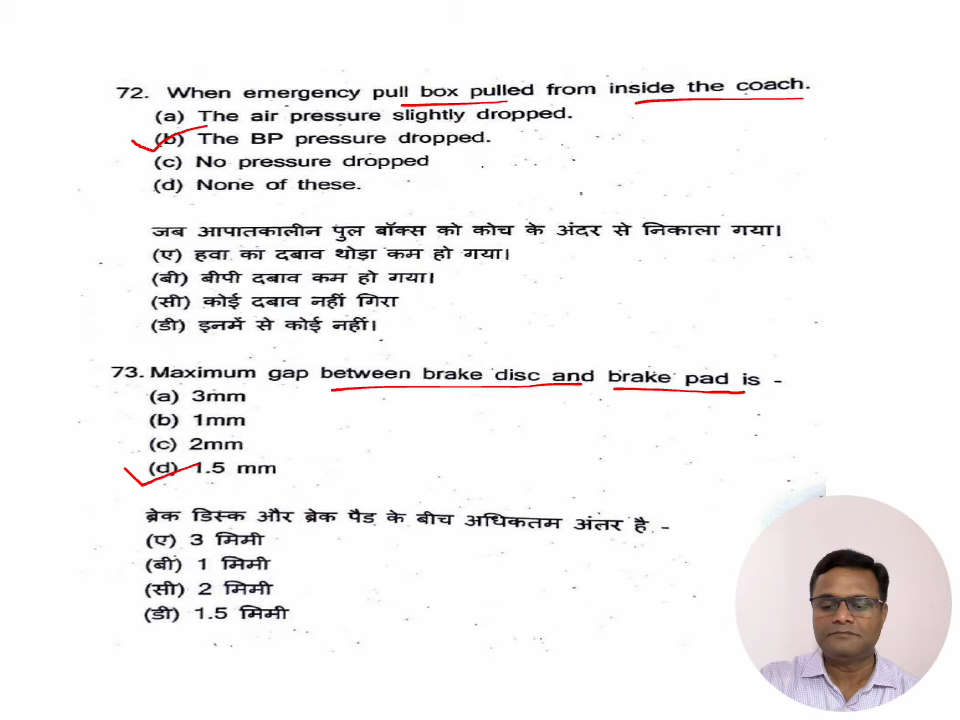 72. When emergency pull box pulled from inside the coach.
(a) The air pressure slightly dropped.
(b) The BP pressure dropped.
(c) No pressure dropped
(d) None of these.
जब आपातकालीन पुल बॉक्स को कोच के अंदर से निकाला गया।
(ए) हवा का दबाव थोड़ा कम हो गया।
(बी) बीपी दबाव कम हो गया।
(सी) कोई दबाव नहीं गिरा
(डी) इनमें से कोई नहीं।
73. Maximum gap between brake disc and brake pad is -
(a) 3mm
(b) 1mm
(c) 2mm
(d) 1.5 mm
ब्रेक डिस्क और ब्रेक पैड के बीच अधिकतम अंतर है -
(ए) 3 मिमी
(बी) 1 मिमी
(सी) 2 मिमी
(डी) 1.5 मिमी